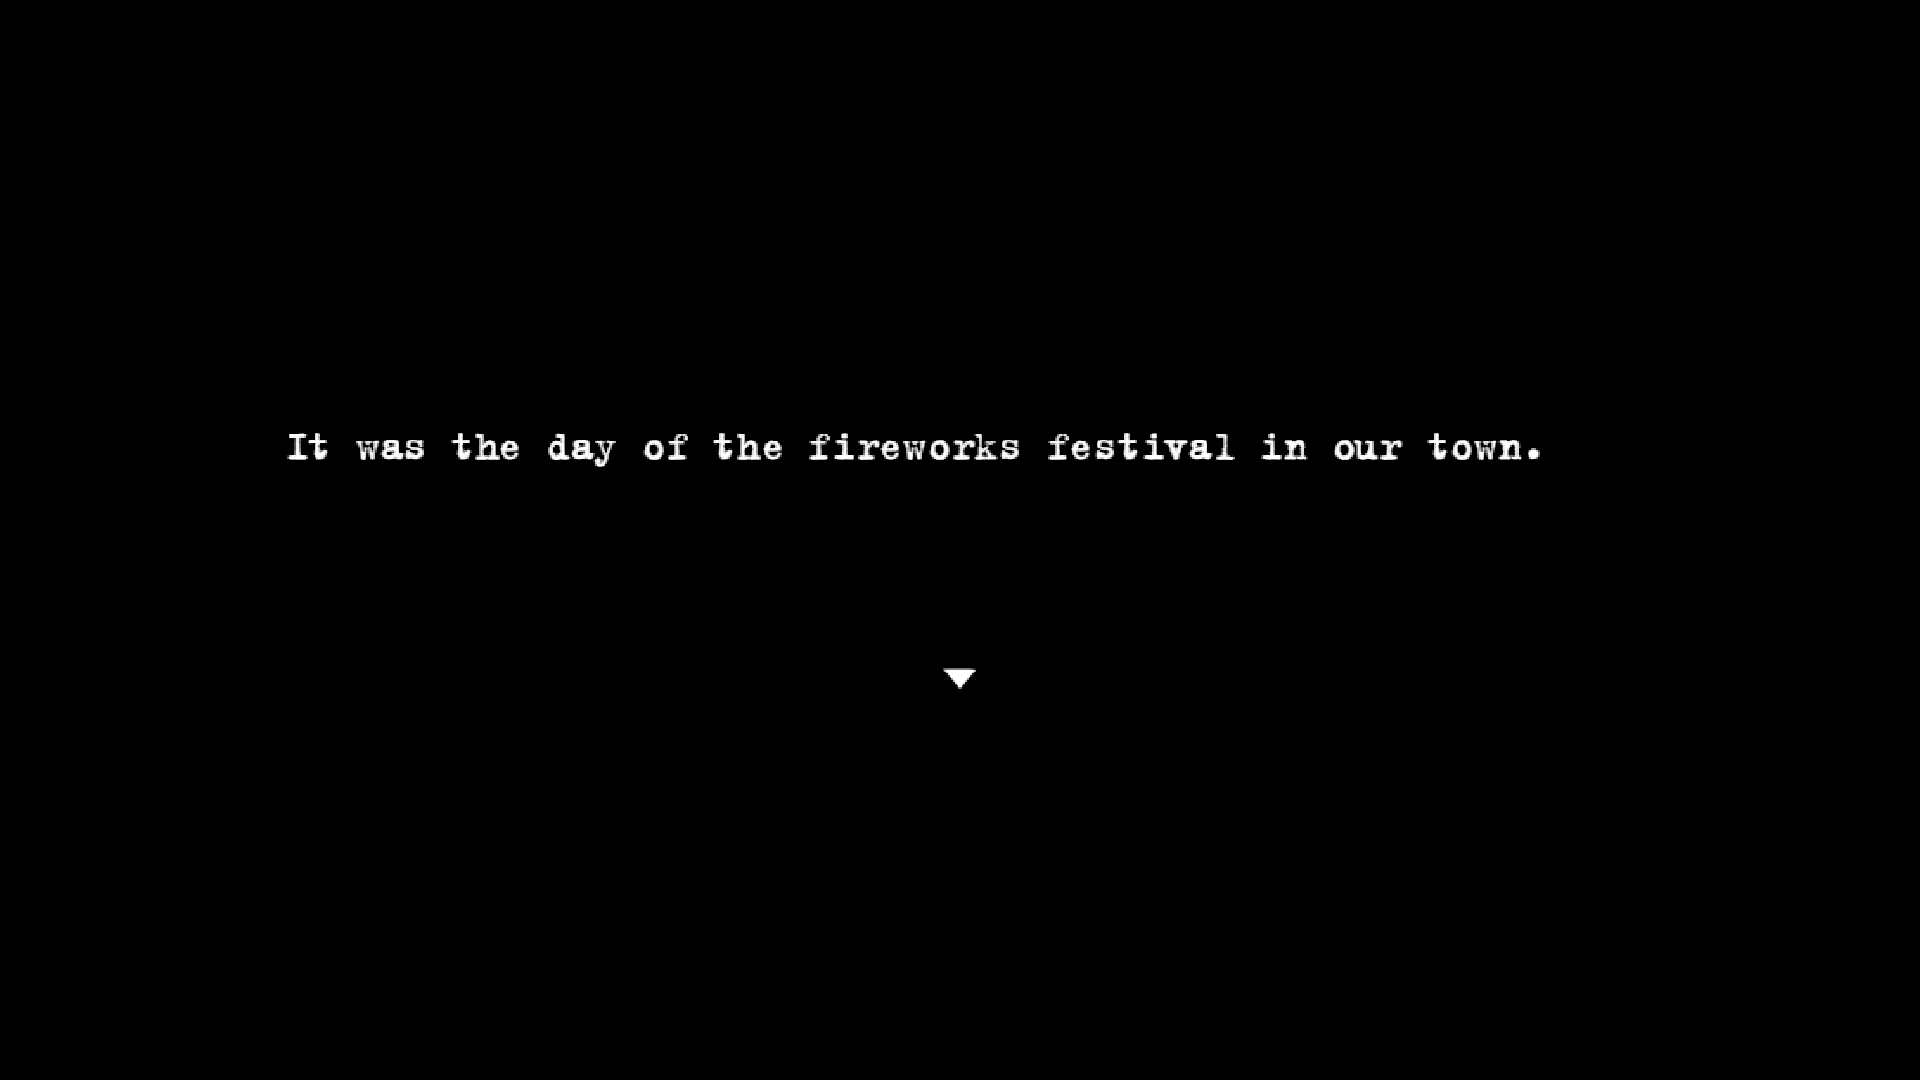 It was the day of the fireworks festival in our town.